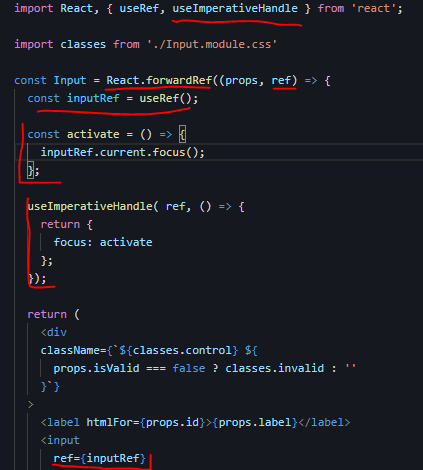 import React, { useRef, useImperativeHandle } from 'react';
import classes from './Input.module.css'
const Input = React.forwardRef((props, ref) => {
const inputRef = useRef();
const activate = () => {
inputRef.current.focus();
};
useImperativeHandle( ref, () => {
return {
focus: activate
};
});
return (
<div
className={`${classes.control} ${
props.isValid === false ? classes.invalid : ''
}`}
>
<label htmlFor={props.id}>{props.label}</label>
<input
ref={inputRef}